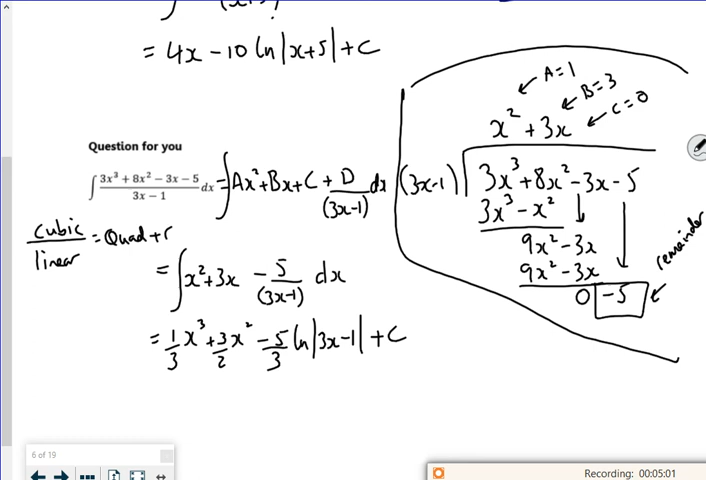 = 4x - 10 ln|x+5| + C
Question for you
∫ (3x³ + 8x² - 3x - 5)/(3x - 1) dx = ∫ Ax² + Bx + C + D/(3x-1) dx
cubic/linear = Quad + r
= ∫ x² + 3x - 5/(3x-1) dx
= 1/3 x³ + 3/2 x² - 5/3 ln|3x-1| + C
A=1
B=3
C=0
x² + 3x
(3x-1) 3x³ + 8x² - 3x - 5
3x³ - x²
9x² - 3x
9x² - 3x
0 -5
remainder
6 of 19
Recording: 00:05:01